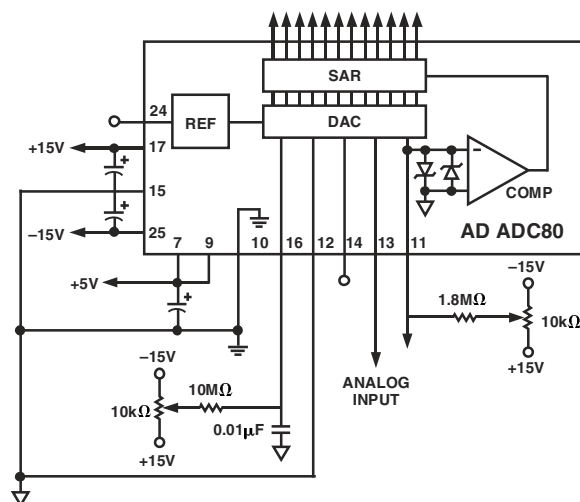 SAR
24
REF
DAC
+15V
17
15
COMP
–15V
25
AD ADC80
7
9
10
16
12
14
13
11
–15V
+5V
1.8MΩ
10kΩ
+15V
–15V
ANALOG
INPUT
10MΩ
10kΩ
0.01µF
+15V
+
+
+
–